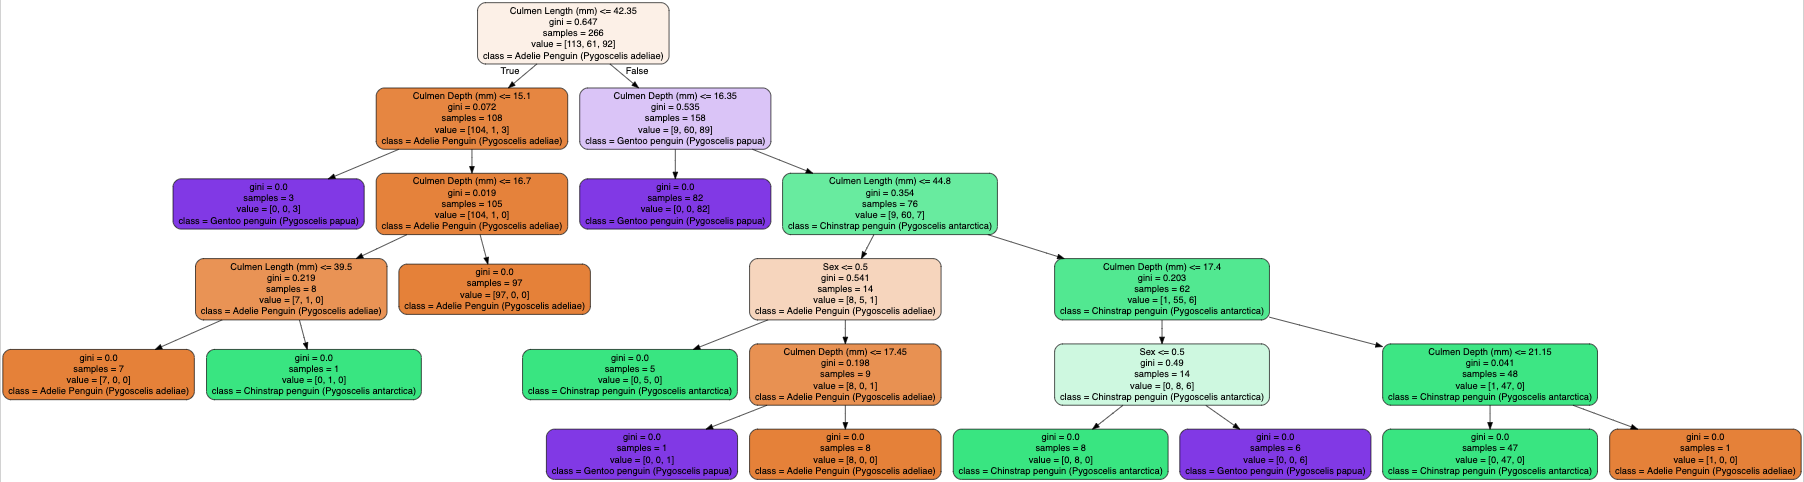 Culmen Length (mm) <= 42.35
gini = 0.647
samples = 266
value = [113, 61, 92]
class = Adelie Penguin (Pygoscelis adeliae)
True
False
Culmen Depth (mm) <= 15.1
gini = 0.072
samples = 108
value = [104, 1, 3]
class = Adelie Penguin (Pygoscelis adeliae)
Culmen Depth (mm) <= 16.35
gini = 0.535
samples = 158
value = [9, 60, 89]
class = Gentoo penguin (Pygoscelis papua)
gini = 0.0
samples = 3
value = [0, 0, 3]
class = Gentoo penguin (Pygoscelis papua)
Culmen Depth (mm) <= 16.7
gini = 0.019
samples = 105
value = [104, 1, 0]
class = Adelie Penguin (Pygoscelis adeliae)
gini = 0.0
samples = 82
value = [0, 0, 82]
class = Gentoo penguin (Pygoscelis papua)
Culmen Length (mm) <= 44.8
gini = 0.354
samples = 76
value = [9, 60, 7]
class = Chinstrap penguin (Pygoscelis antarctica)
Culmen Length (mm) <= 39.5
gini = 0.219
samples = 8
value = [7, 1, 0]
class = Adelie Penguin (Pygoscelis adeliae)
gini = 0.0
samples = 97
value = [97, 0, 0]
class = Adelie Penguin (Pygoscelis adeliae)
Sex <= 0.5
gini = 0.541
samples = 14
value = [8, 5, 1]
class = Adelie Penguin (Pygoscelis adeliae)
Culmen Depth (mm) <= 17.4
gini = 0.203
samples = 62
value = [1, 55, 6]
class = Chinstrap penguin (Pygoscelis antarctica)
gini = 0.0
samples = 7
value = [7, 0, 0]
class = Adelie Penguin (Pygoscelis adeliae)
gini = 0.0
samples = 1
value = [0, 1, 0]
class = Chinstrap penguin (Pygoscelis antarctica)
gini = 0.0
samples = 5
value = [0, 5, 0]
class = Chinstrap penguin (Pygoscelis antarctica)
Culmen Depth (mm) <= 17.45
gini = 0.198
samples = 9
value = [8, 0, 1]
class = Adelie Penguin (Pygoscelis adeliae)
Sex <= 0.5
gini = 0.49
samples = 14
value = [0, 8, 6]
class = Chinstrap penguin (Pygoscelis antarctica)
Culmen Depth (mm) <= 21.15
gini = 0.041
samples = 48
value = [1, 47, 0]
class = Chinstrap penguin (Pygoscelis antarctica)
gini = 0.0
samples = 1
value = [0, 0, 1]
class = Gentoo penguin (Pygoscelis papua)
gini = 0.0
samples = 8
value = [8, 0, 0]
class = Adelie Penguin (Pygoscelis adeliae)
gini = 0.0
samples = 8
value = [0, 8, 0]
class = Chinstrap penguin (Pygoscelis antarctica)
gini = 0.0
samples = 6
value = [0, 0, 6]
class = Gentoo penguin (Pygoscelis papua)
gini = 0.0
samples = 47
value = [0, 47, 0]
class = Chinstrap penguin (Pygoscelis antarctica)
gini = 0.0
samples = 1
value = [1, 0, 0]
class = Adelie Penguin (Pygoscelis adeliae)